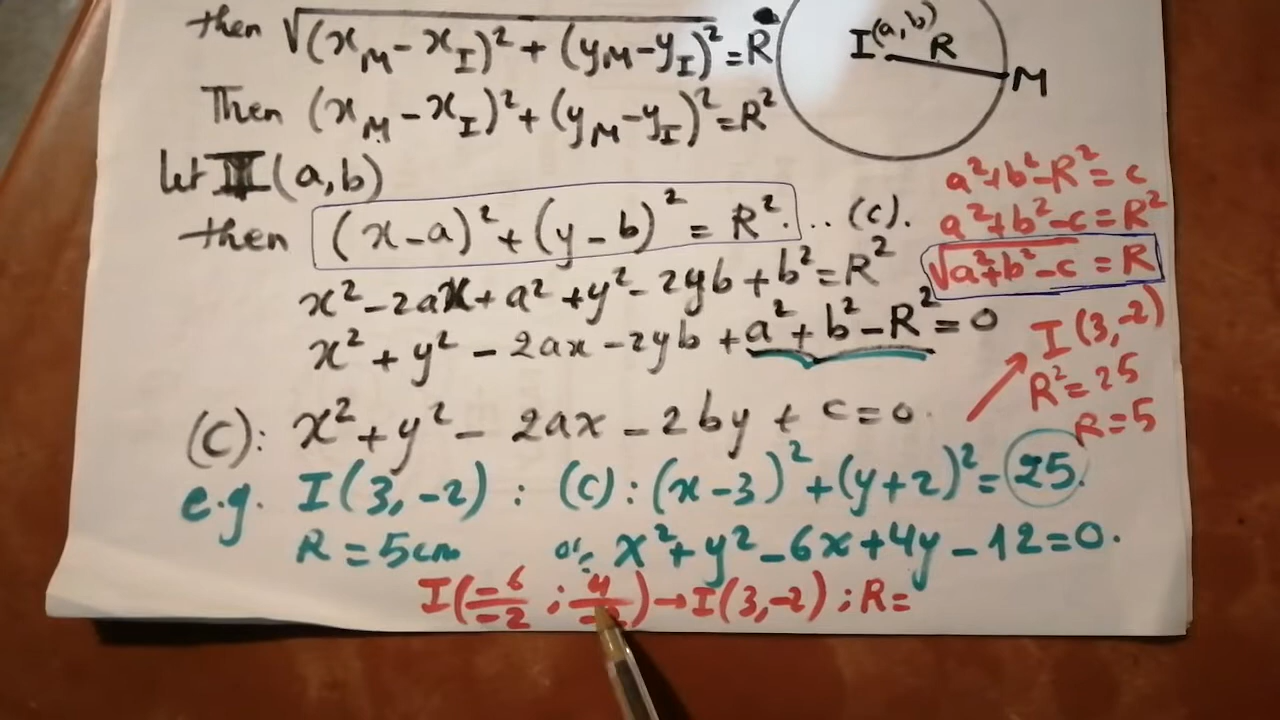 then √(x_M - x_I)² + (y_M - y_I)² = R
Then (x_M - x_I)² + (y_M - y_I)² = R²
I(a,b)
R
M
let I(a,b)
then (x - a)² + (y - b)² = R² ... (c).
x² - 2ax + a² + y² - 2yb + b² = R²
x² + y² - 2ax - 2yb + a² + b² - R² = 0
a² + b² - R² = c
a² + b² - c = R²
√a² + b² - c = R
I(3,-2)
R² = 25
R = 5
(C): x² + y² - 2ax - 2by + c = 0.
e.g. I(3,-2) : (C): (x - 3)² + (y + 2)² = 25.
R = 5cm or x² + y² - 6x + 4y - 12 = 0.
I(-6/-2 ; 4/-2) → I(3,-2) ; R =